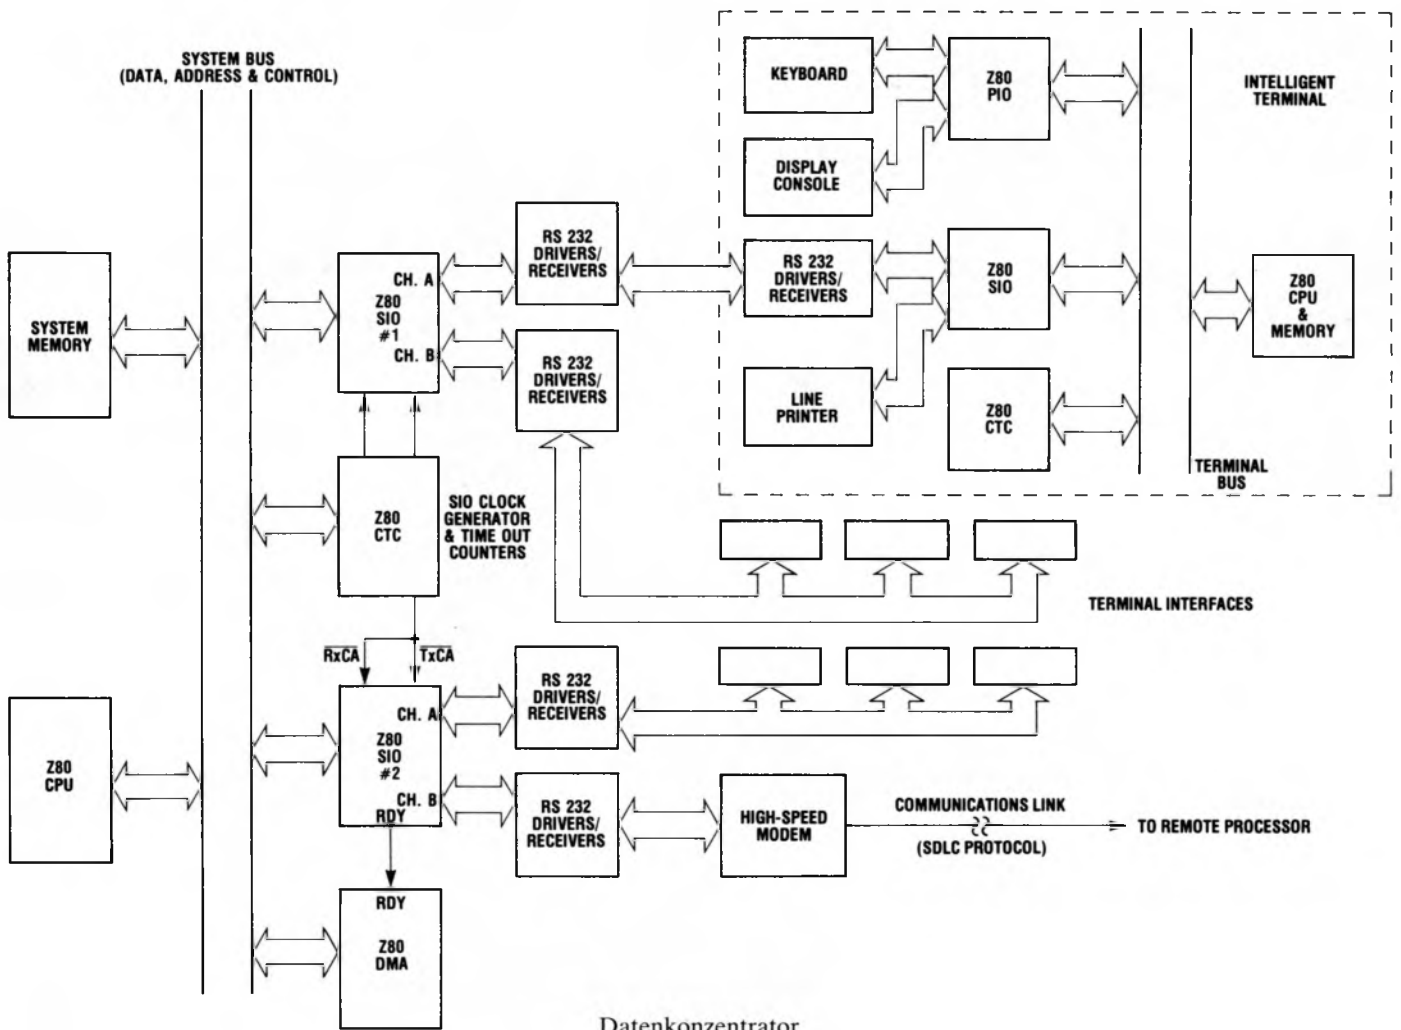 SYSTEM BUS
(DATA, ADDRESS & CONTROL)
KEYBOARD
Z80
PIO
INTELLIGENT
TERMINAL
DISPLAY
CONSOLE
SYSTEM
MEMORY
CH. A
Z80
SIO
#1
CH. B
RS 232
DRIVERS/
RECEIVERS
RS 232
DRIVERS/
RECEIVERS
RS 232
DRIVERS/
RECEIVERS
Z80
SIO
Z80
CPU
&
MEMORY
LINE
PRINTER
Z80
CTC
TERMINAL
BUS
Z80
CTC
SIO CLOCK
GENERATOR
& TIME OUT
COUNTERS
TERMINAL INTERFACES
RxCA
TxCA
Z80
CPU
CH. A
Z80
SIO
#2
CH. B
RDY
RS 232
DRIVERS/
RECEIVERS
RS 232
DRIVERS/
RECEIVERS
HIGH-SPEED
MODEM
COMMUNICATIONS LINK
(SDLC PROTOCOL)
TO REMOTE PROCESSOR
RDY
Z80
DMA
Datenkonzentrator